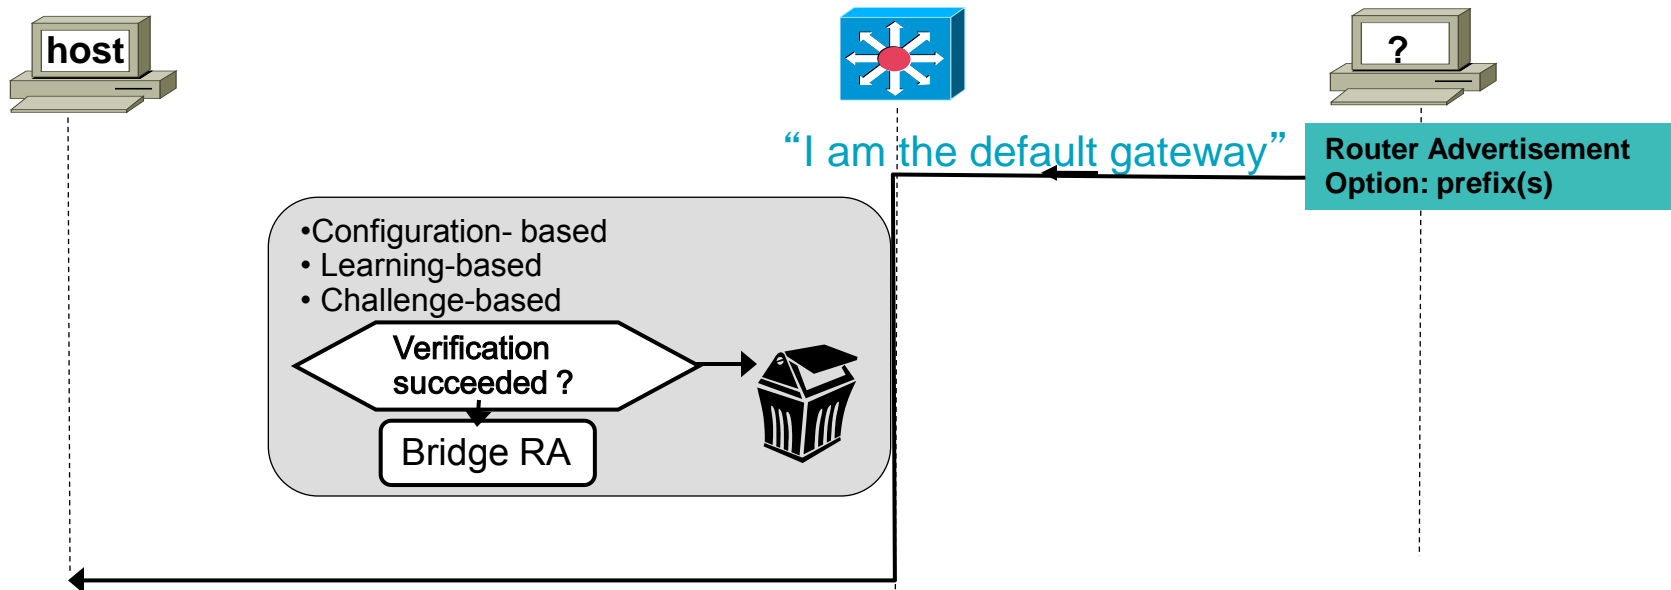 host
?
“I am the default gateway”
Router Advertisement
Option: prefix(s)
•Configuration- based
• Learning-based
• Challenge-based
Verification
succeeded ?
Bridge RA